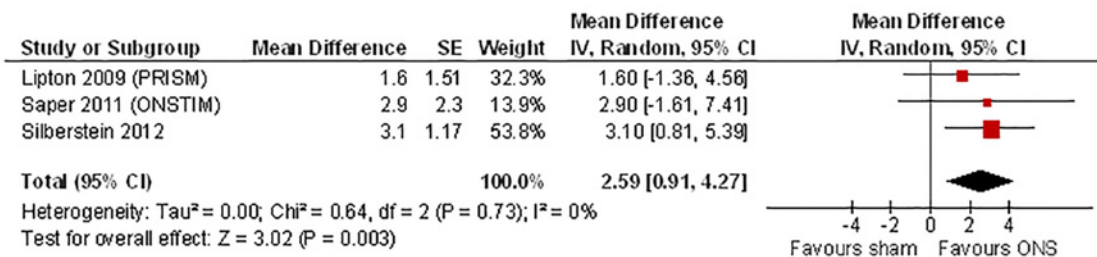 Mean Difference Mean Difference
Study or Subgroup Mean Difference SE Weight IV, Random, 95% CI IV, Random, 95% CI
Lipton 2009 (PRISM) 1.6 1.51 32.3% 1.60 [-1.36, 4.56]
Saper 2011 (ONSTIM) 2.9 2.3 13.9% 2.90 [-1.61, 7.41]
Silberstein 2012 3.1 1.17 53.8% 3.10 [0.81, 5.39]
Total (95% CI) 100.0% 2.59 [0.91, 4.27]
Heterogeneity: Tau² = 0.00; Chi² = 0.64, df = 2 (P = 0.73); I² = 0%
Test for overall effect: Z = 3.02 (P = 0.003)
-4 -2 0 2 4
Favours sham Favours ONS